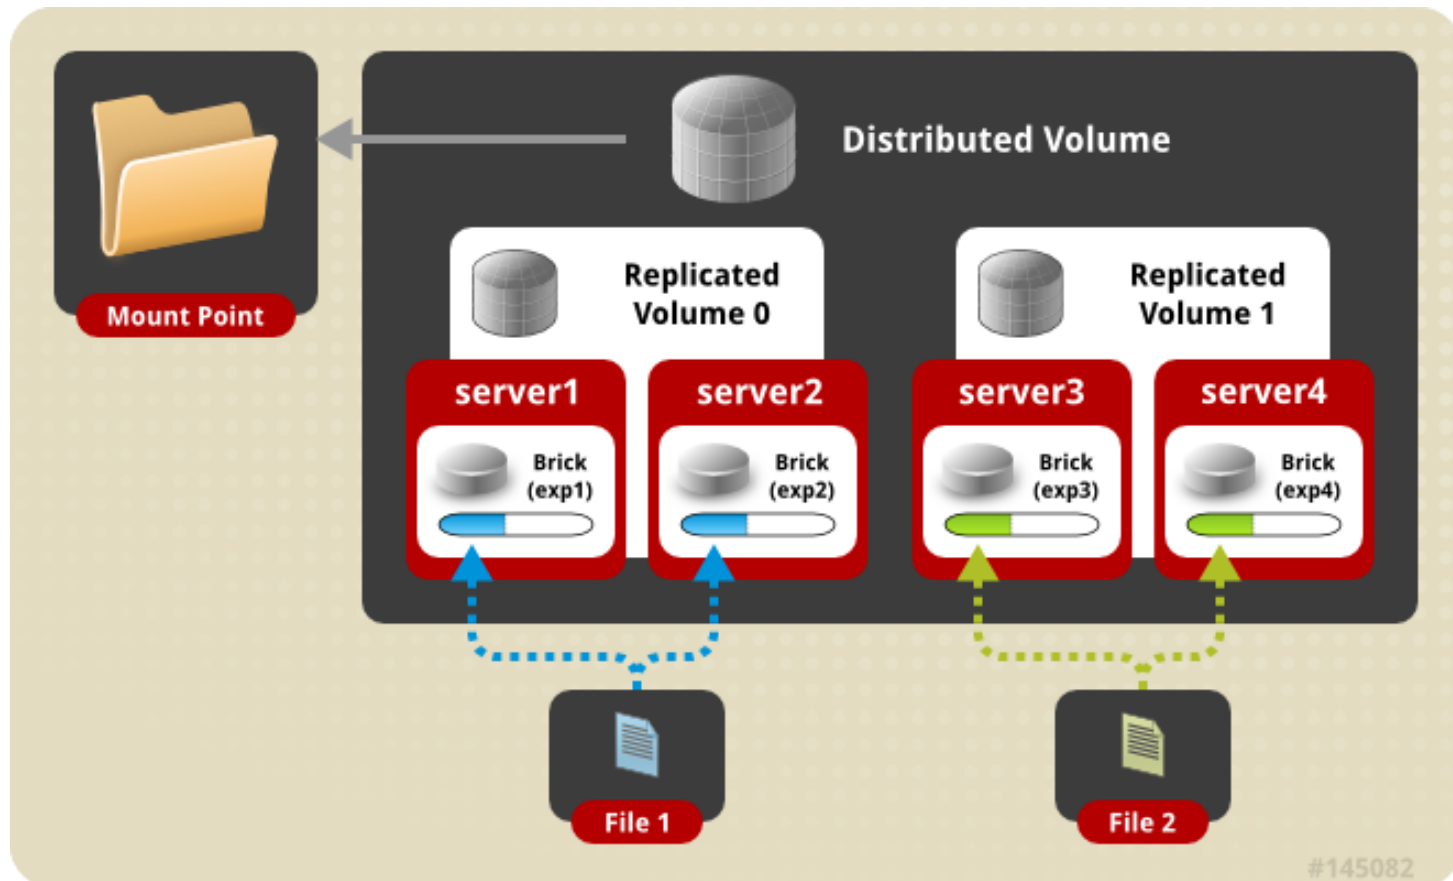 Distributed Volume
Mount Point
Replicated
Volume 0
Replicated
Volume 1
server1
server2
server3
server4
Brick
(exp1)
Brick
(exp2)
Brick
(exp3)
Brick
(exp4)
File 1
File 2
#145082